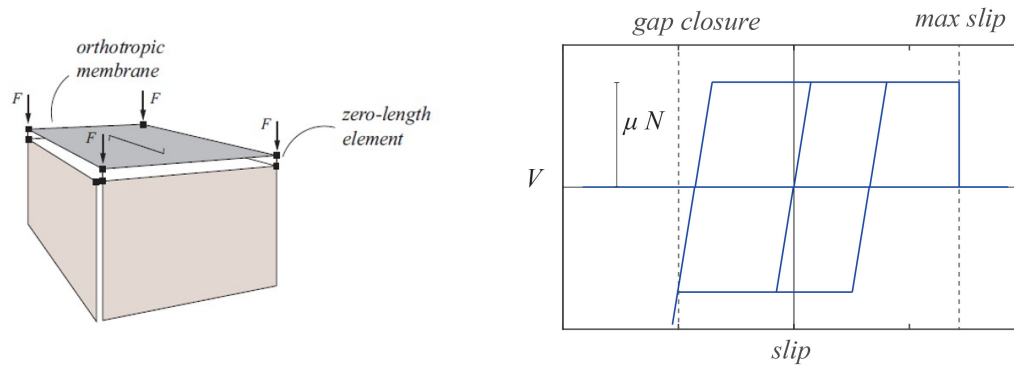 orthotropic
membrane
F
F
F
F
zero-length
element
gap closure
max slip
μ N
V
slip